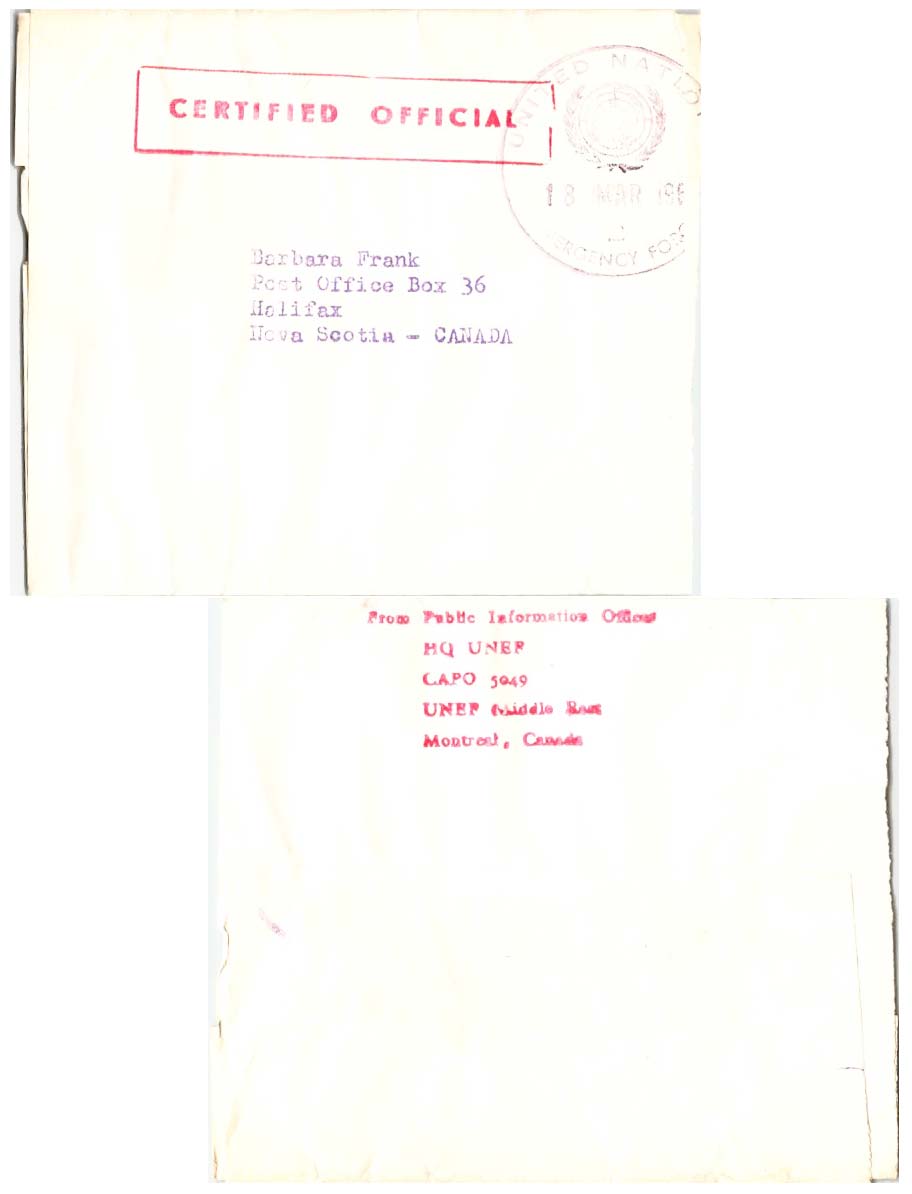 CERTIFIED OFFICIAL
UNITED NATIO
18 MAR 196
ERGENCY FORC
Barbara Frank
Post Office Box 36
Halifax
Nova Scotia - CANADA
From Public Information Officer
HQ UNEF
CAPO 5049
UNEF (Middle East
Montreal, Canada